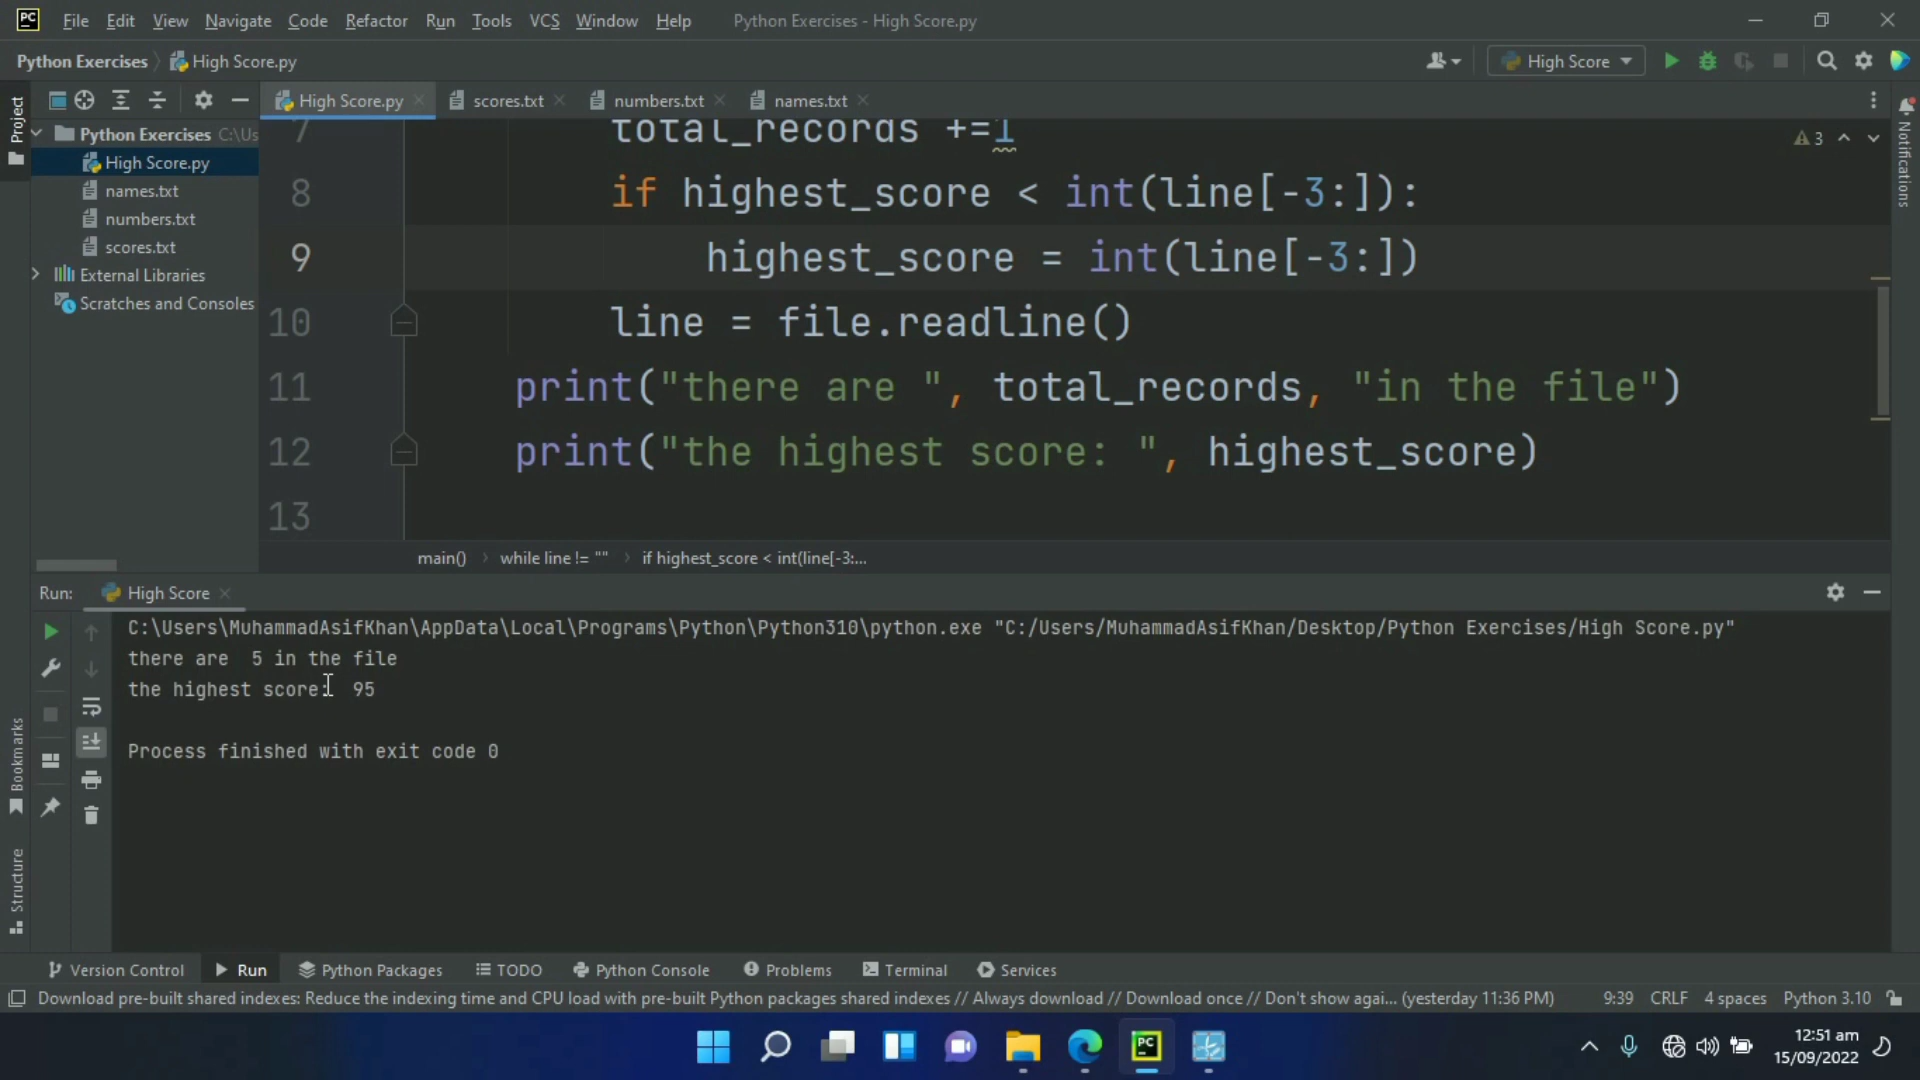 PC File Edit View Navigate Code Refactor Run Tools VCS Window Help Python Exercises - High Score.py
Python Exercises High Score.py High Score
Project High Score.py scores.txt numbers.txt names.txt
Python Exercises C:\Us
High Score.py
names.txt
numbers.txt
scores.txt
External Libraries
Scratches and Consoles
7 total_records +=1
8 if highest_score < int(line[-3:]):
9 highest_score = int(line[-3:])
10 line = file.readline()
11 print("there are ", total_records, "in the file")
12 print("the highest score: ", highest_score)
13
3
Notifications
main() while line != "" if highest_score < int(line[-3:...
Run: High Score
C:\Users\MuhammadAsifKhan\AppData\Local\Programs\Python\Python310\python.exe "C:/Users/MuhammadAsifKhan/Desktop/Python Exercises/High Score.py"
there are  5 in the file
the highest score:  95
Process finished with exit code 0
Bookmarks
Structure
Version Control Run Python Packages TODO Python Console Problems Terminal Services
Download pre-built shared indexes: Reduce the indexing time and CPU load with pre-built Python packages shared indexes // Always download // Download once // Don't show agai... (yesterday 11:36 PM) 9:39 CRLF 4 spaces Python 3.10
PC
12:51 am
15/09/2022